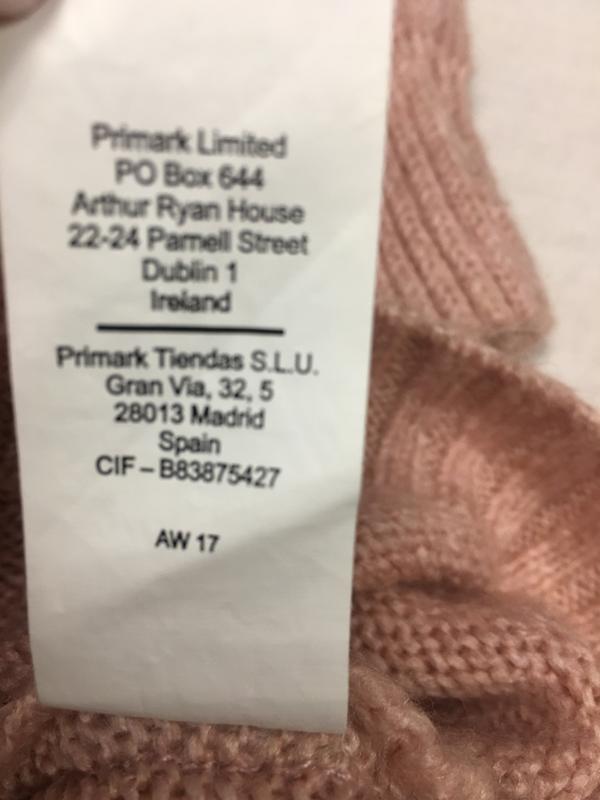 Primark Limited
PO Box 644
Arthur Ryan House
22-24 Parnell Street
Dublin 1
Ireland
Primark Tiendas S.L.U.
Gran Via, 32, 5
28013 Madrid
Spain
CIF – B83875427
AW 17